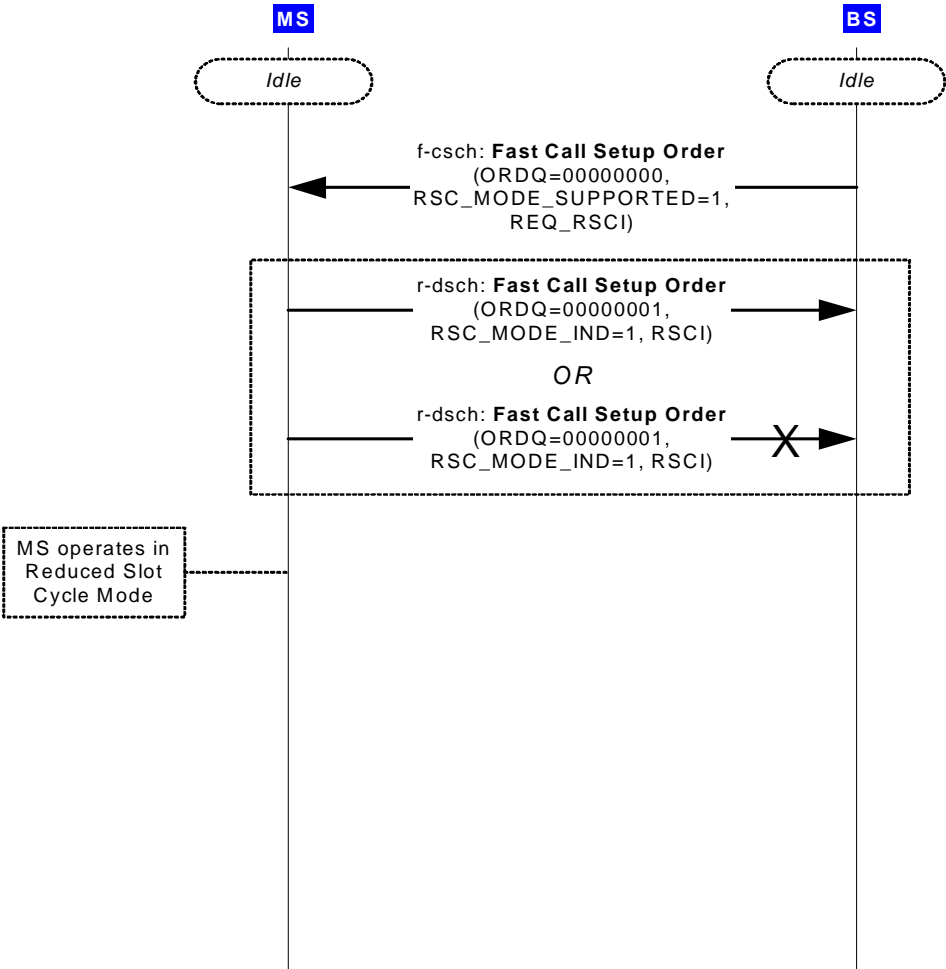 MS
BS
Idle
Idle
f-csch: Fast Call Setup Order
(ORDQ=00000000,
RSC_MODE_SUPPORTED=1,
REQ_RSCI)
r-dsch: Fast Call Setup Order
(ORDQ=00000001,
RSC_MODE_IND=1, RSCI)
OR
r-dsch: Fast Call Setup Order
(ORDQ=00000001,
RSC_MODE_IND=1, RSCI)
X
MS operates in
Reduced Slot
Cycle Mode